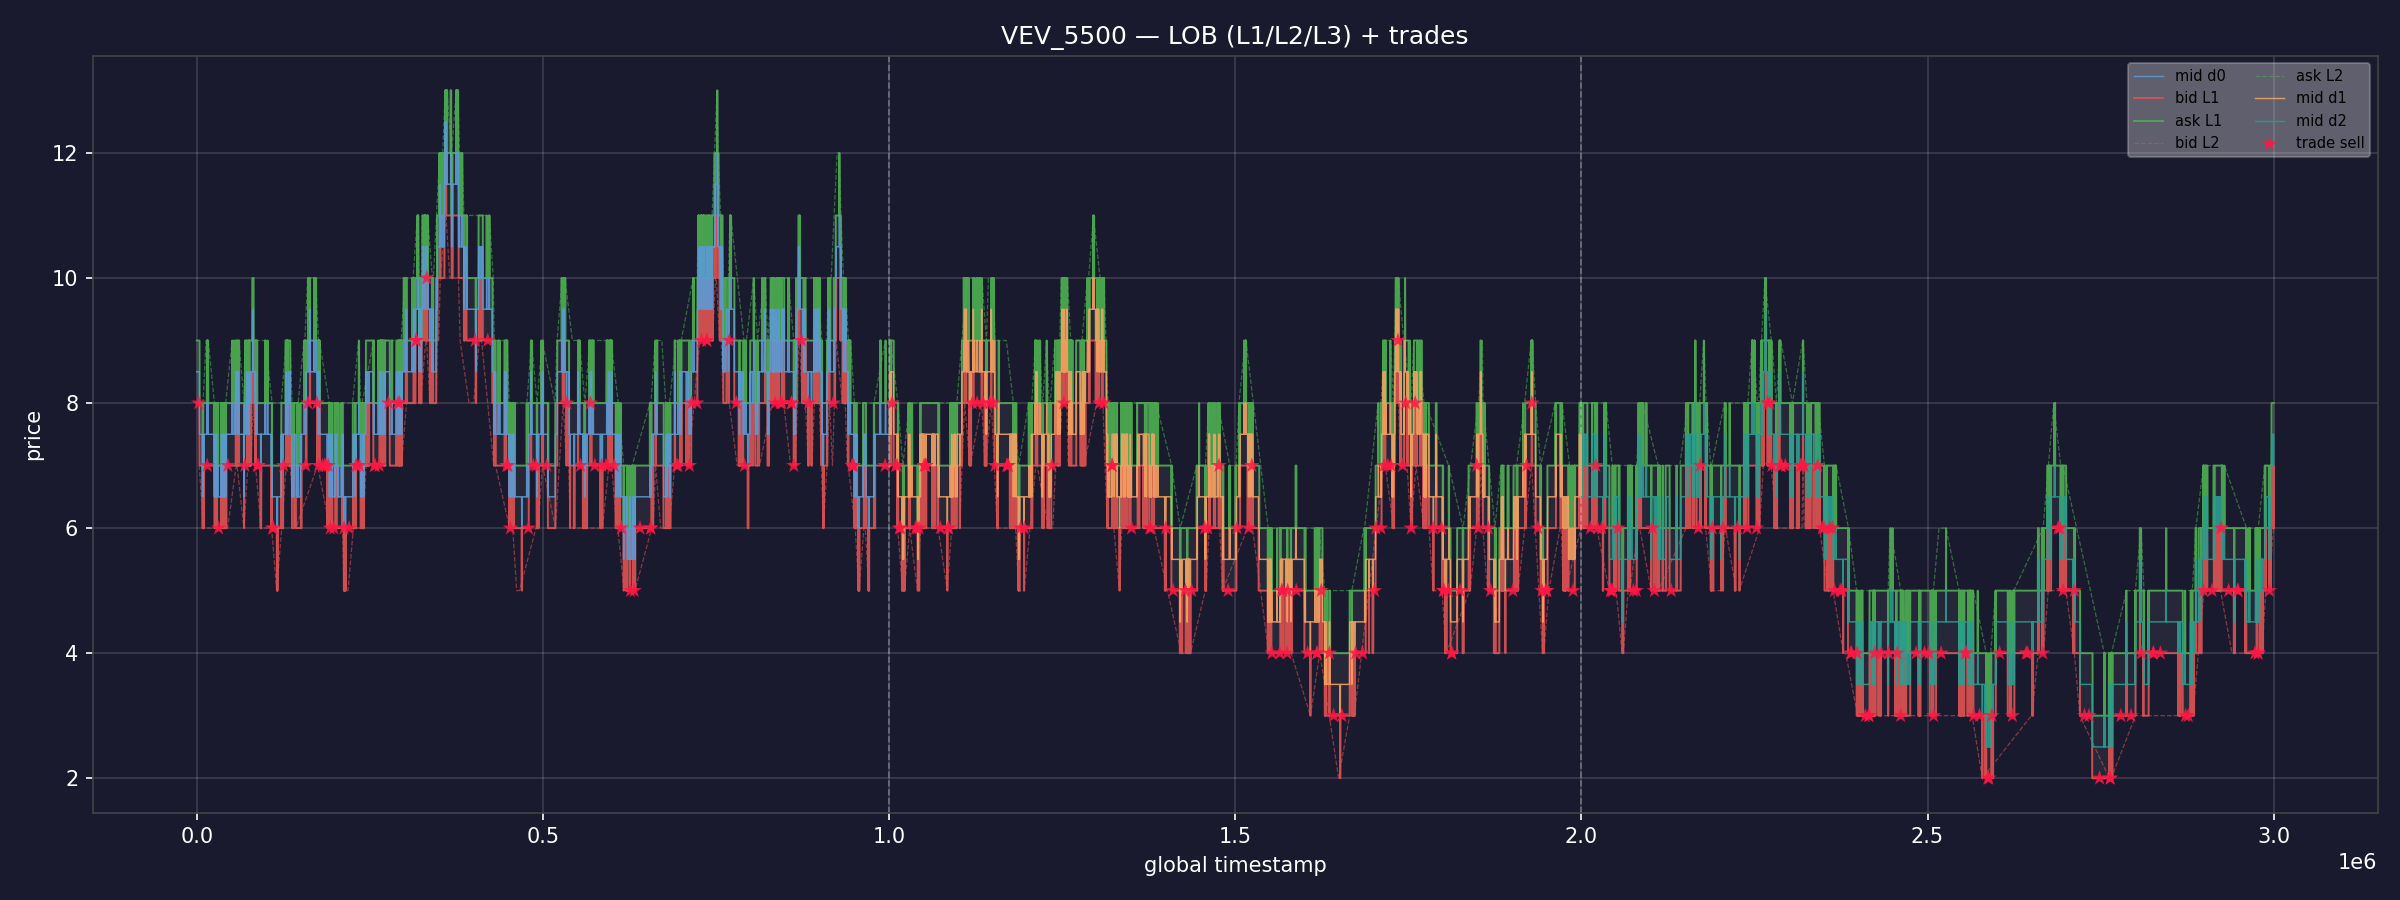 VEV_5500 — LOB (L1/L2/L3) + trades
mid d0
bid L1
ask L1
bid L2
ask L2
mid d1
mid d2
trade sell
price
12
10
8
6
4
2
0.0
0.5
1.0
1.5
2.0
2.5
3.0
1e6
global timestamp